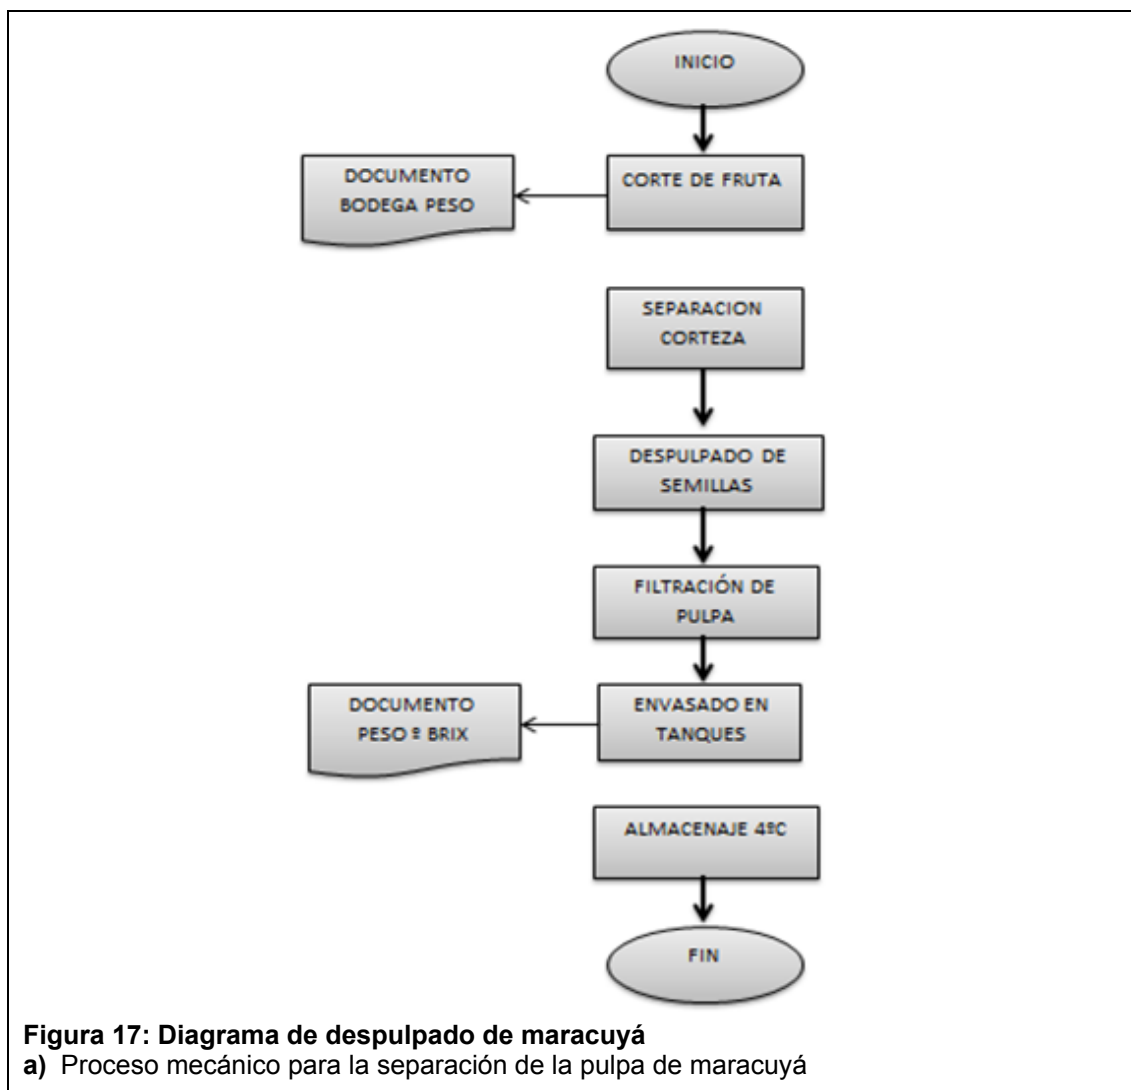 INICIO
DOCUMENTO
BODEGA PESO
CORTE DE FRUTA
SEPARACION
CORTEZA
DESPULPADO DE
SEMILLAS
FILTRACIÓN DE
PULPA
DOCUMENTO
PESO º BRIX
ENVASADO EN
TANQUES
ALMACENAJE 4ºC
FIN
Figura 17: Diagrama de despulpado de maracuyá
a) Proceso mecánico para la separación de la pulpa de maracuyá